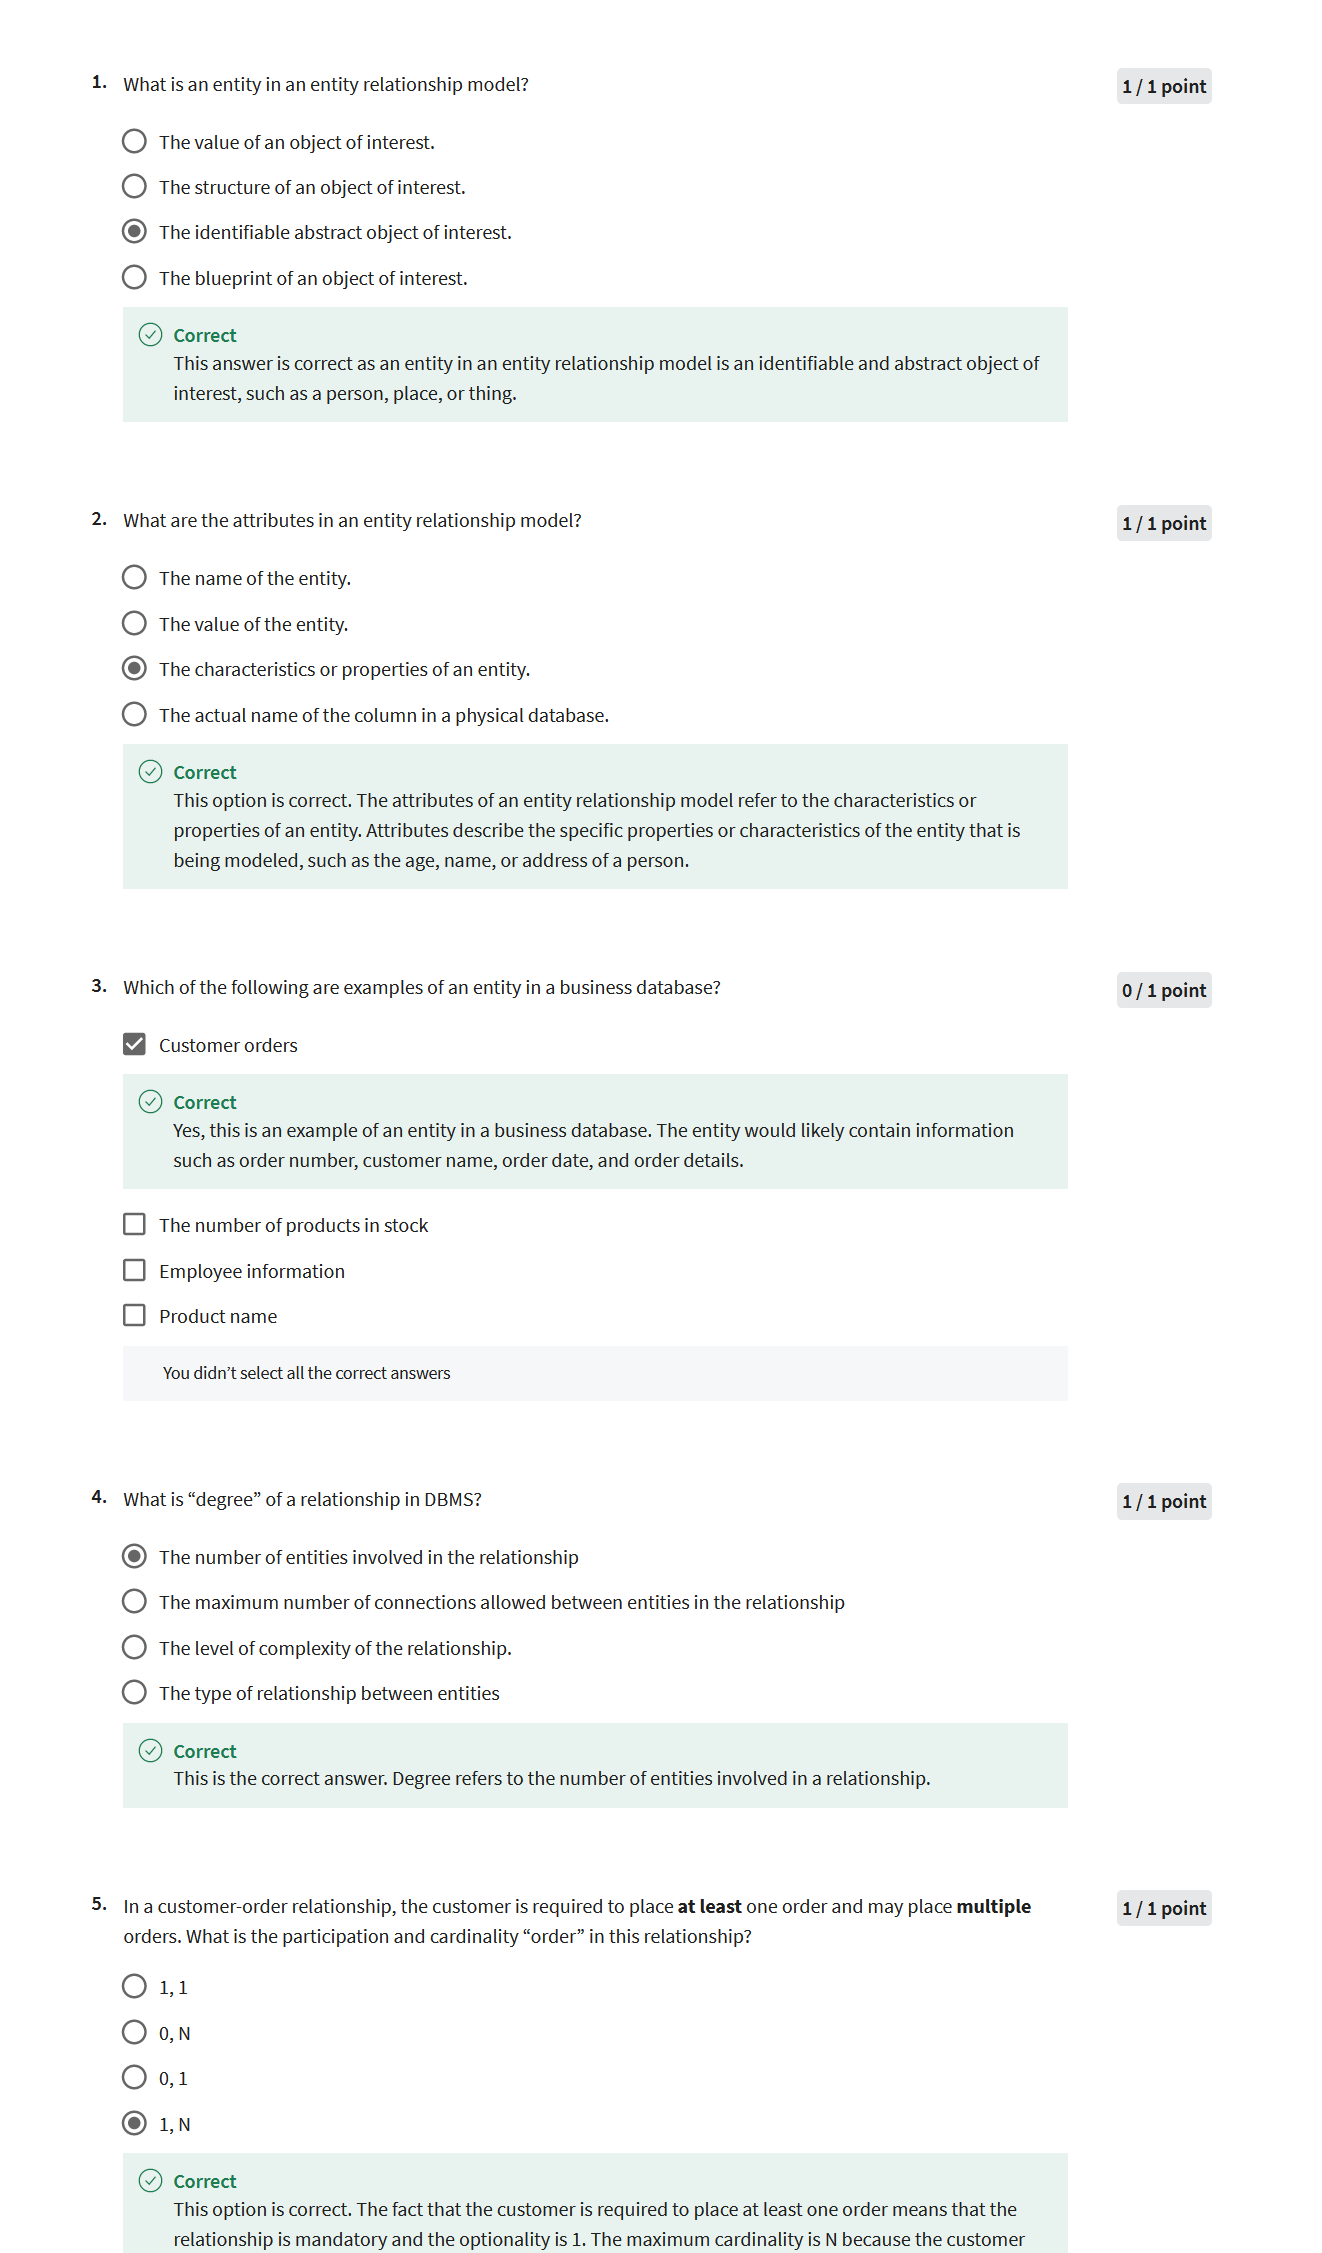 1. What is an entity in an entity relationship model?
1 / 1 point
The value of an object of interest.
The structure of an object of interest.
The identifiable abstract object of interest.
The blueprint of an object of interest.
Correct
This answer is correct as an entity in an entity relationship model is an identifiable and abstract object of
interest, such as a person, place, or thing.
2. What are the attributes in an entity relationship model?
1 / 1 point
The name of the entity.
The value of the entity.
The characteristics or properties of an entity.
The actual name of the column in a physical database.
Correct
This option is correct. The attributes of an entity relationship model refer to the characteristics or
properties of an entity. Attributes describe the specific properties or characteristics of the entity that is
being modeled, such as the age, name, or address of a person.
3. Which of the following are examples of an entity in a business database?
0 / 1 point
Customer orders
Correct
Yes, this is an example of an entity in a business database. The entity would likely contain information
such as order number, customer name, order date, and order details.
The number of products in stock
Employee information
Product name
You didn’t select all the correct answers
4. What is “degree” of a relationship in DBMS?
1 / 1 point
The number of entities involved in the relationship
The maximum number of connections allowed between entities in the relationship
The level of complexity of the relationship.
The type of relationship between entities
Correct
This is the correct answer. Degree refers to the number of entities involved in a relationship.
5. In a customer-order relationship, the customer is required to place at least one order and may place multiple
orders. What is the participation and cardinality “order” in this relationship?
1 / 1 point
1, 1
0, N
0, 1
1, N
Correct
This option is correct. The fact that the customer is required to place at least one order means that the
relationship is mandatory and the optionality is 1. The maximum cardinality is N because the customer